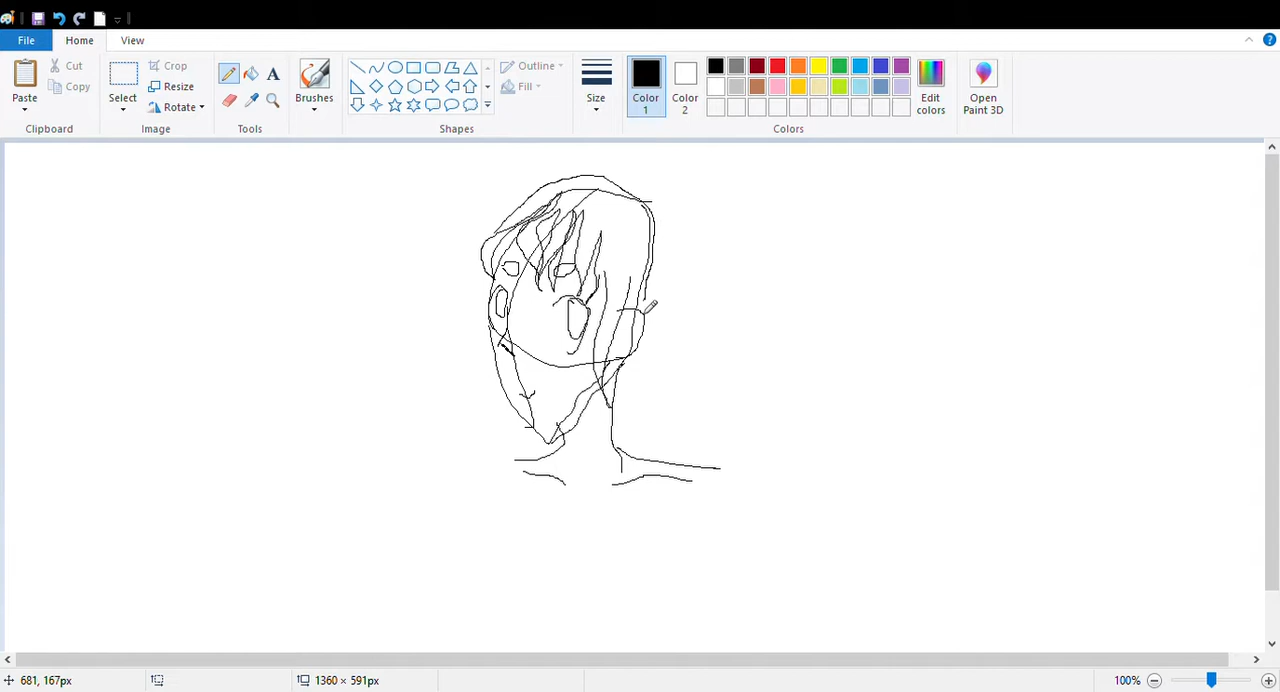 File Home View
Cut
Copy
Paste
Clipboard
Select
Crop
Resize
Rotate
Image
A
Tools
Brushes
Outline
Fill
Shapes
Size
Color 1
Color 2
Edit colors
Colors
Open Paint 3D
681, 167px
1360 × 591px
100%